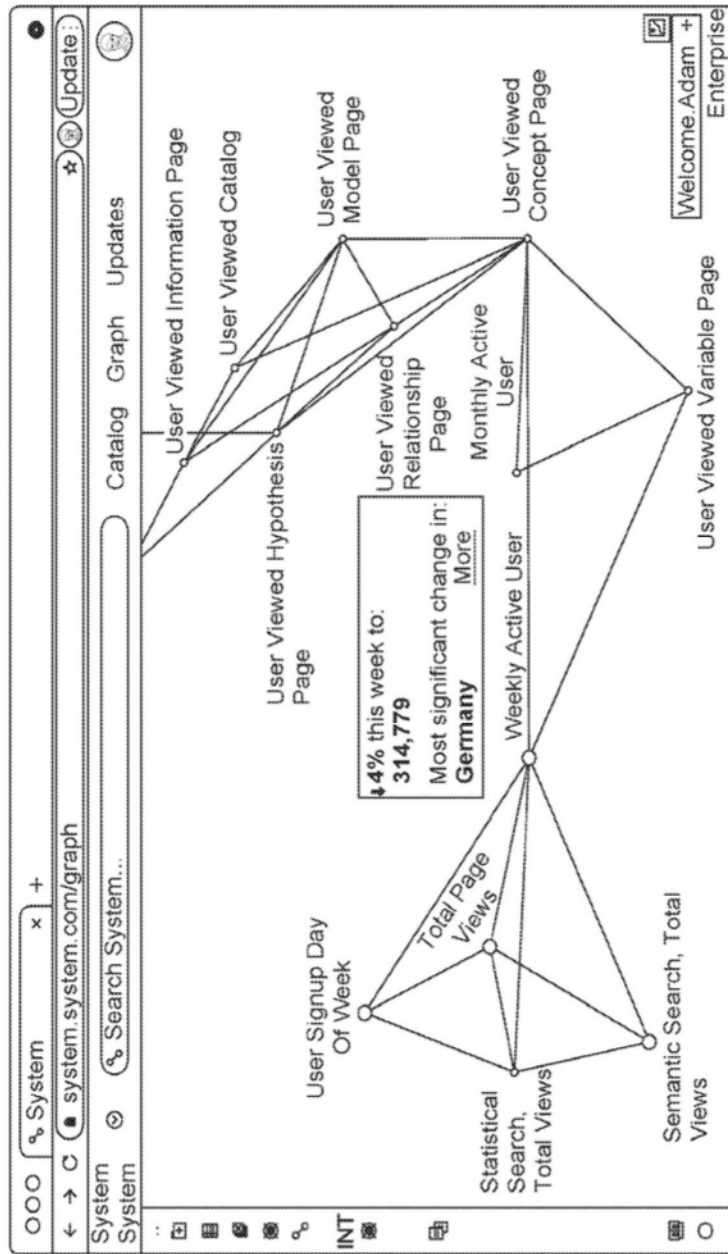 System × +
system.system.com/graph
Update:
System
System
Search System...
Catalog Graph Updates
INT
User Viewed Information Page
User Viewed Catalog
User Viewed Hypothesis
Page
User Viewed
Model Page
User Viewed
Relationship
Page
↓4% this week to:
314,779
Most significant change in:
Germany More
Monthly Active
User
User Viewed
Concept Page
Weekly Active User
User Signup Day
Of Week
Total Page
Views
Statistical
Search,
Total Views
Semantic Search, Total
Views
User Viewed Variable Page
Welcome.Adam +
Enterprise